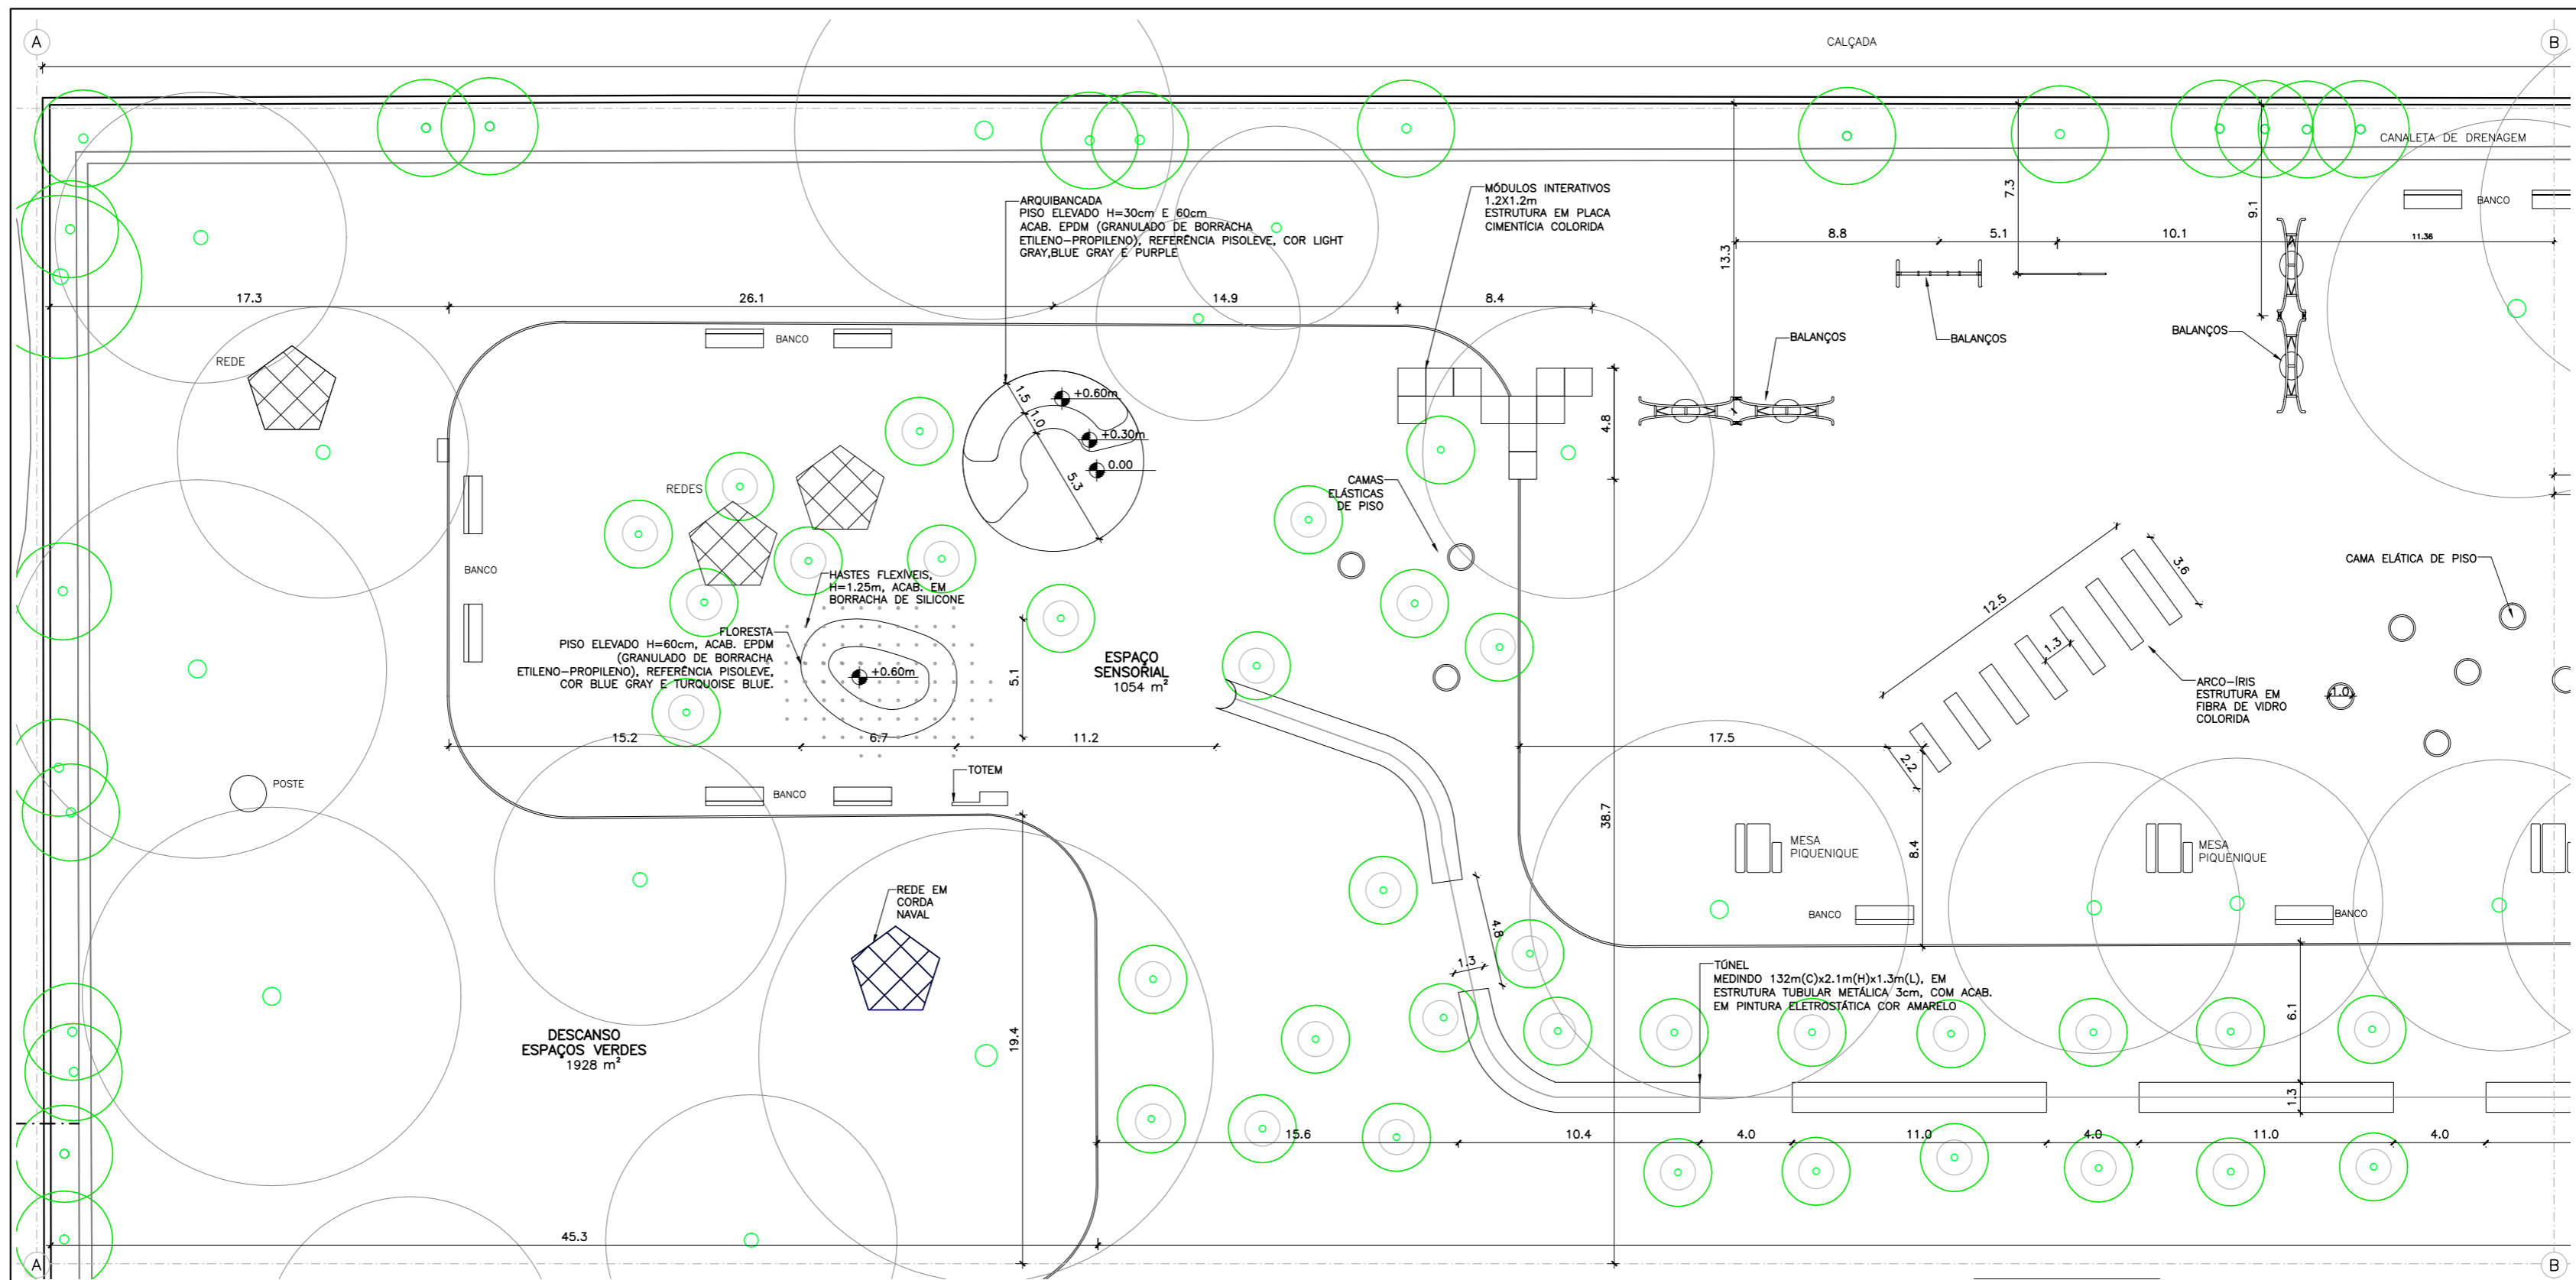 A
CALÇADA
B
CANALETA DE DRENAGEM
ARQUIBANCADA
PISO ELEVADO H=30cm E 60cm
ACAB. EPDM (GRANULADO DE BORRACHA
ETILENO-PROPILENO), REFERÊNCIA PISOLEVE, COR LIGHT
GRAY,BLUE GRAY E PURPLE
MÓDULOS INTERATIVOS
1.2X1.2m
ESTRUTURA EM PLACA
CIMENTÍCIA COLORIDA
7.3
9.1
BANCO
13.3
8.8
5.1
10.1
11.36
17.3
26.1
14.9
8.4
REDE
BANCO
BALANÇOS
BALANÇOS
BALANÇOS
1.5
1.0
5.3
+0.60m
+0.30m
0.00
4.8
REDES
CAMAS
ELÁSTICAS
DE PISO
BANCO
HASTES FLEXÍVEIS,
H=1.25m, ACAB. EM
BORRACHA DE SILICONE
12.5
3.6
1.3
CAMA ELÁTICA DE PISO
FLORESTA
PISO ELEVADO H=60cm, ACAB. EPDM
(GRANULADO DE BORRACHA
ETILENO-PROPILENO), REFERÊNCIA PISOLEVE,
COR BLUE GRAY E TURQUOISE BLUE.
+0.60m
5.1
ESPAÇO
SENSORIAL
1054 m²
ARCO-ÍRIS
ESTRUTURA EM
FIBRA DE VIDRO
COLORIDA
1.0
15.2
6.7
11.2
17.5
2.2
POSTE
BANCO
TOTEM
38.7
8.4
MESA
PIQUENIQUE
MESA
PIQUENIQUE
REDE EM
CORDA
NAVAL
BANCO
BANCO
4.8
1.3
TÚNEL
MEDINDO 132m(C)x2.1m(H)x1.3m(L), EM
ESTRUTURA TUBULAR METÁLICA 3cm, COM ACAB.
EM PINTURA ELETROSTÁTICA COR AMARELO
6.1
DESCANSO
ESPAÇOS VERDES
1928 m²
19.4
1.3
15.6
10.4
4.0
11.0
4.0
11.0
4.0
45.3
A
B